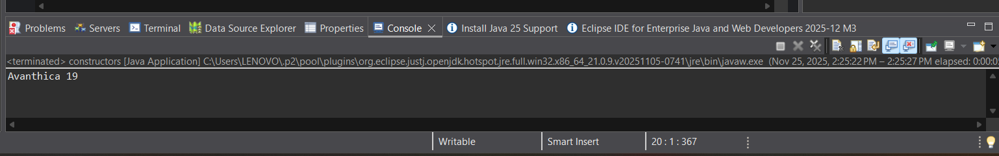 Problems Servers Terminal Data Source Explorer Properties Console Install Java 25 Support Eclipse IDE for Enterprise Java and Web Developers 2025-12 M3
<terminated> constructors [Java Application] C:\Users\LENOVO\.p2\pool\plugins\org.eclipse.justj.openjdk.hotspot.jre.full.win32.x86_64_21.0.9.v20251105-0741\jre\bin\javaw.exe (Nov 25, 2025, 2:25:22 PM – 2:25:27 PM elapsed: 0:00:05
Avanthica 19
Writable Smart Insert 20 : 1 : 367